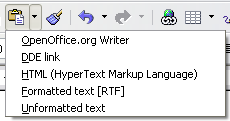 OpenOffice.org Writer
DDE link
HTML (HyperText Markup Language)
Formatted text [RTF]
Unformatted text